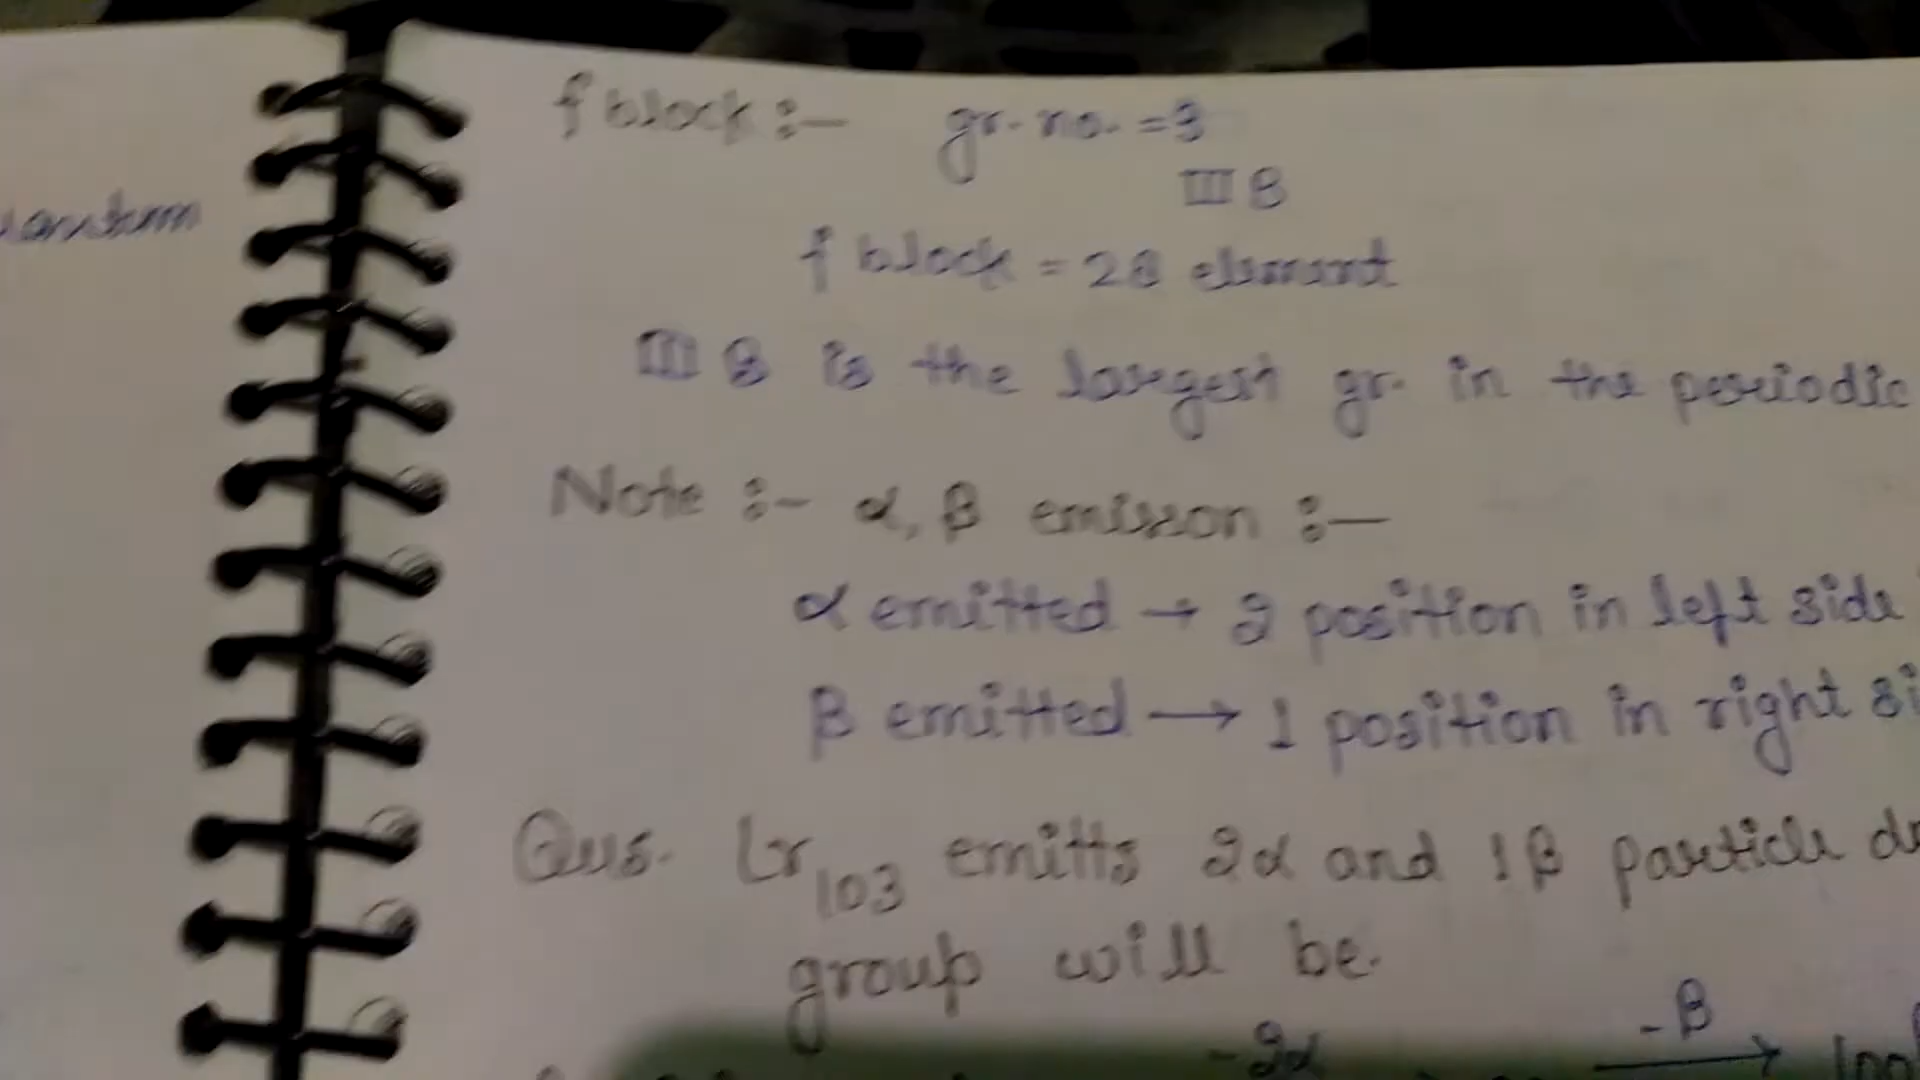 f block :- gr. no. = 3
III B
f block = 28 element
III B is the largest gr. in the periodic
Note :- α, β emisson :-
α emitted → 2 position in left side
β emitted → 1 position in right
Qus. Lr103 emitts 2α and 1β particle
group will be.
-2α -β